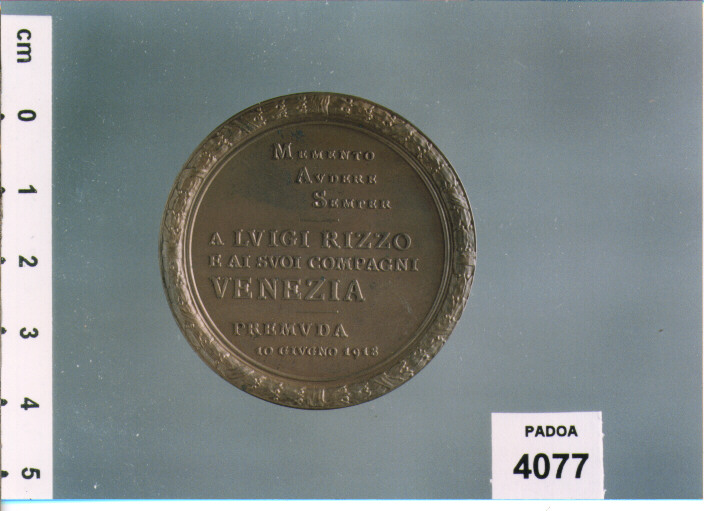 MEMENTO
AVDERE
SEMPER
A LVIGI RIZZO
E AI SVOI COMPAGNI
VENEZIA
PREMVDA
10 GIVGNO 1918
cm
0
1
2
3
4
5
PADOA
4077